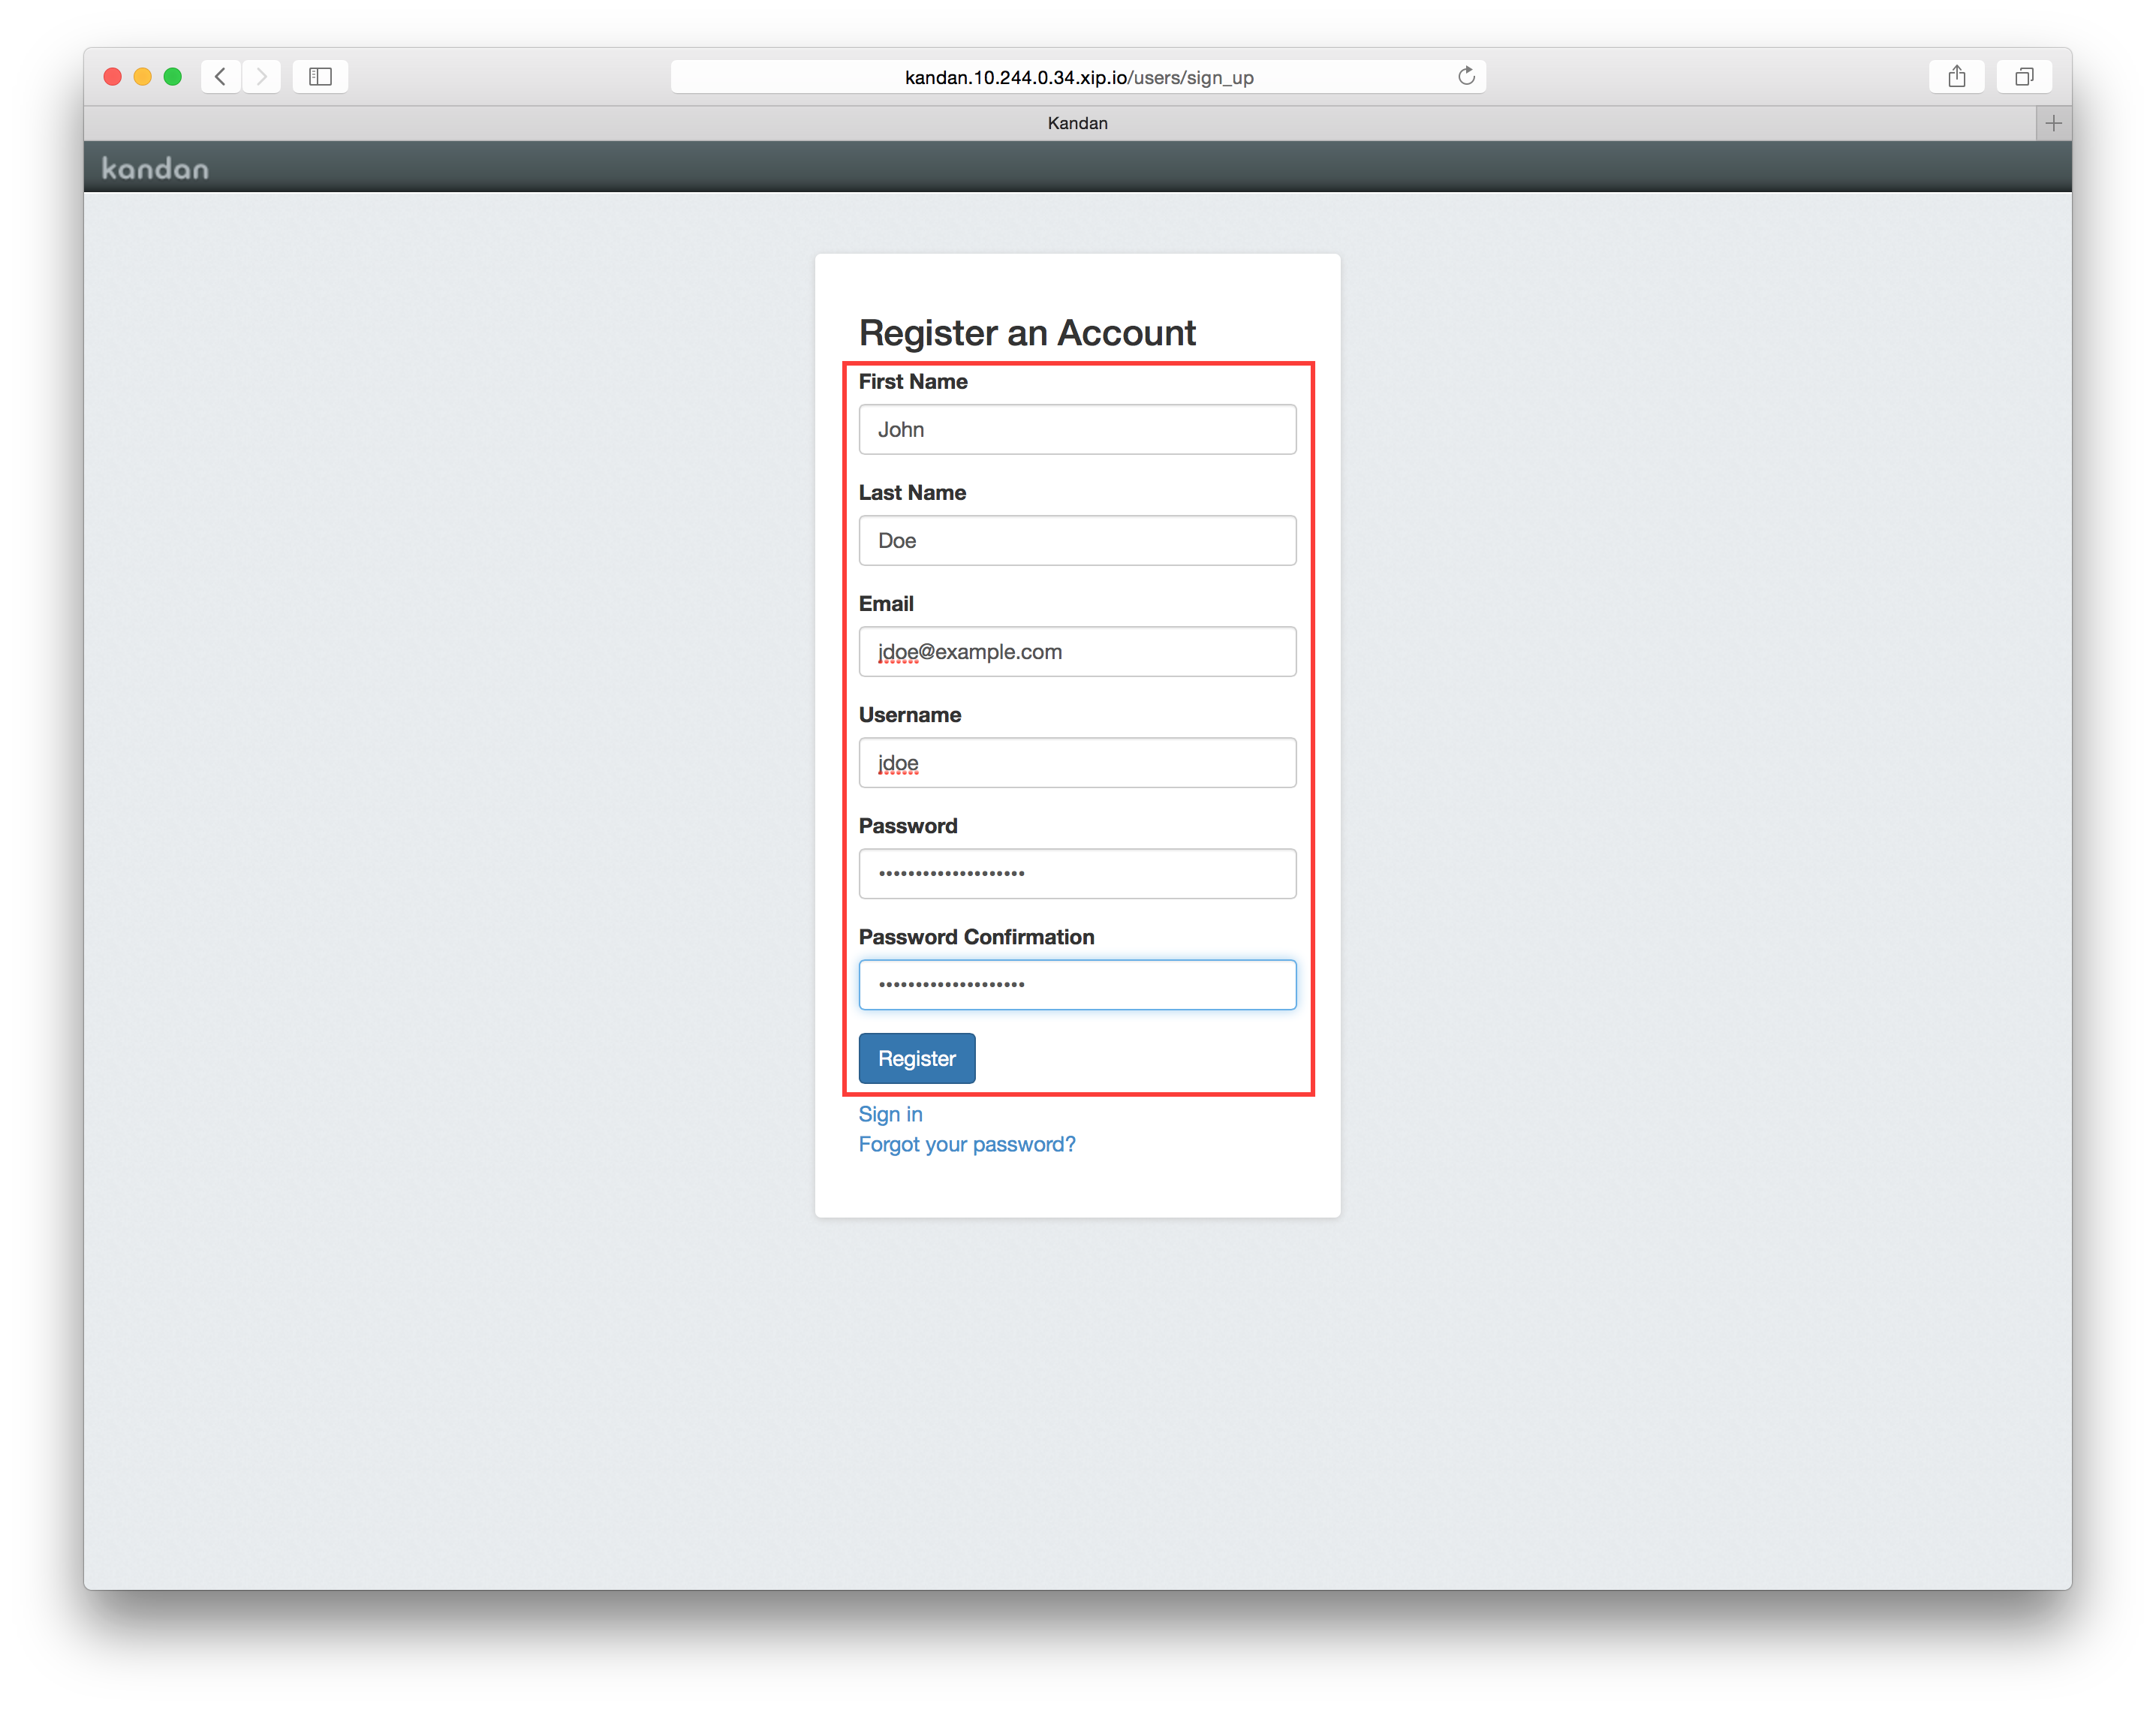 kandan.10.244.0.34.xip.io/users/sign_up
Kandan
kandan
Register an Account
First Name
John
Last Name
Doe
Email
jdoe@example.com
Username
jdoe
Password
••••••••••••••••••••
Password Confirmation
••••••••••••••••••••
Register
Sign in
Forgot your password?